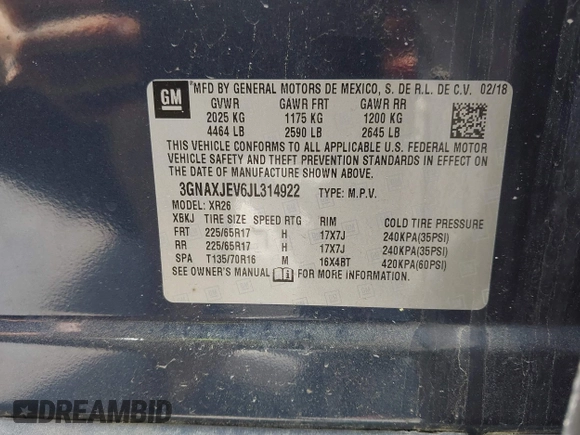 GM
MFD BY GENERAL MOTORS DE MEXICO, S. DE R.L. DE C.V. 02/18
GVWR GAWR FRT GAWR RR
2025 KG 1175 KG 1200 KG
4464 LB 2590 LB 2645 LB
THIS VEHICLE CONFORMS TO ALL APPLICABLE U.S. FEDERAL MOTOR
VEHICLE SAFETY AND THEFT PREVENTION STANDARDS IN EFFECT ON
THE DATE OF MANUFACTURE SHOWN ABOVE.
3GNAXJEV6JL314922 TYPE: M.P.V.
MODEL: XR26
XBKJ TIRE SIZE SPEED RTG RIM COLD TIRE PRESSURE
FRT 225/65R17 H 17X7J 240KPA(35PSI)
RR 225/65R17 H 17X7J 240KPA(35PSI)
SPA T135/70R16 M 16X4BT 420KPA(60PSI)
SEE OWNER'S MANUAL FOR MORE INFORMATION
DREAMBID